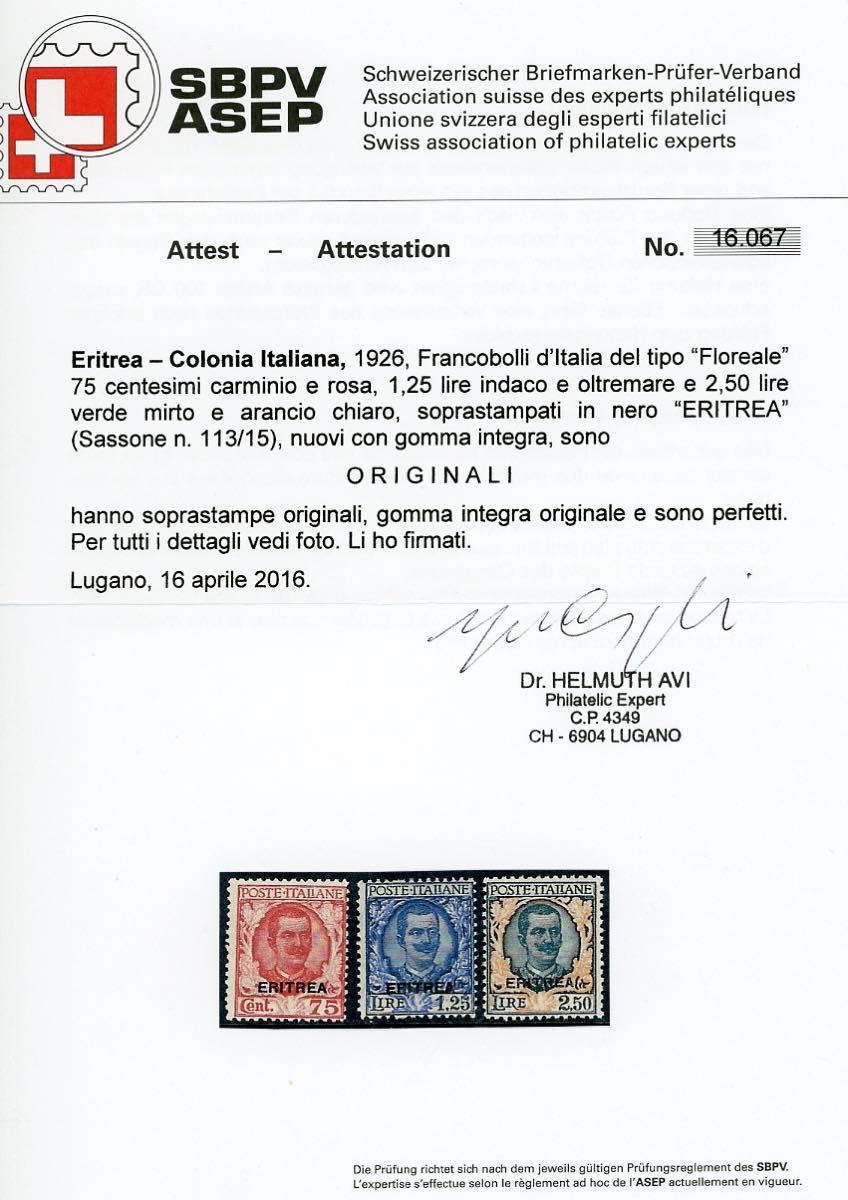 SBPV
ASEP
Schweizerischer Briefmarken-Prüfer-Verband
Association suisse des experts philatéliques
Unione svizzera degli esperti filatelici
Swiss association of philatelic experts
Attest – Attestation No. 16.067
Eritrea – Colonia Italiana, 1926, Francobolli d'Italia del tipo "Floreale"
75 centesimi carminio e rosa, 1,25 lire indaco e oltremare e 2,50 lire
verde mirto e arancio chiaro, soprastampati in nero "ERITREA"
(Sassone n. 113/15), nuovi con gomma integra, sono
ORIGINALI
hanno soprastampe originali, gomma integra originale e sono perfetti.
Per tutti i dettagli vedi foto. Li ho firmati.
Lugano, 16 aprile 2016.
Dr. HELMUTH AVI
Philatelic Expert
C.P. 4349
CH - 6904 LUGANO
POSTE·ITALIANE POSTE·ITALIANE POSTE·ITALIANE
ERITREA ERITREA ERITREA
Cent. 75 LIRE 1.25 LIRE 2,50
Die Prüfung richtet sich nach dem jeweils gültigen Prüfungsreglement des SBPV.
L'expertise s'effectue selon le règlement ad hoc de l'ASEP actuellement en vigueur.